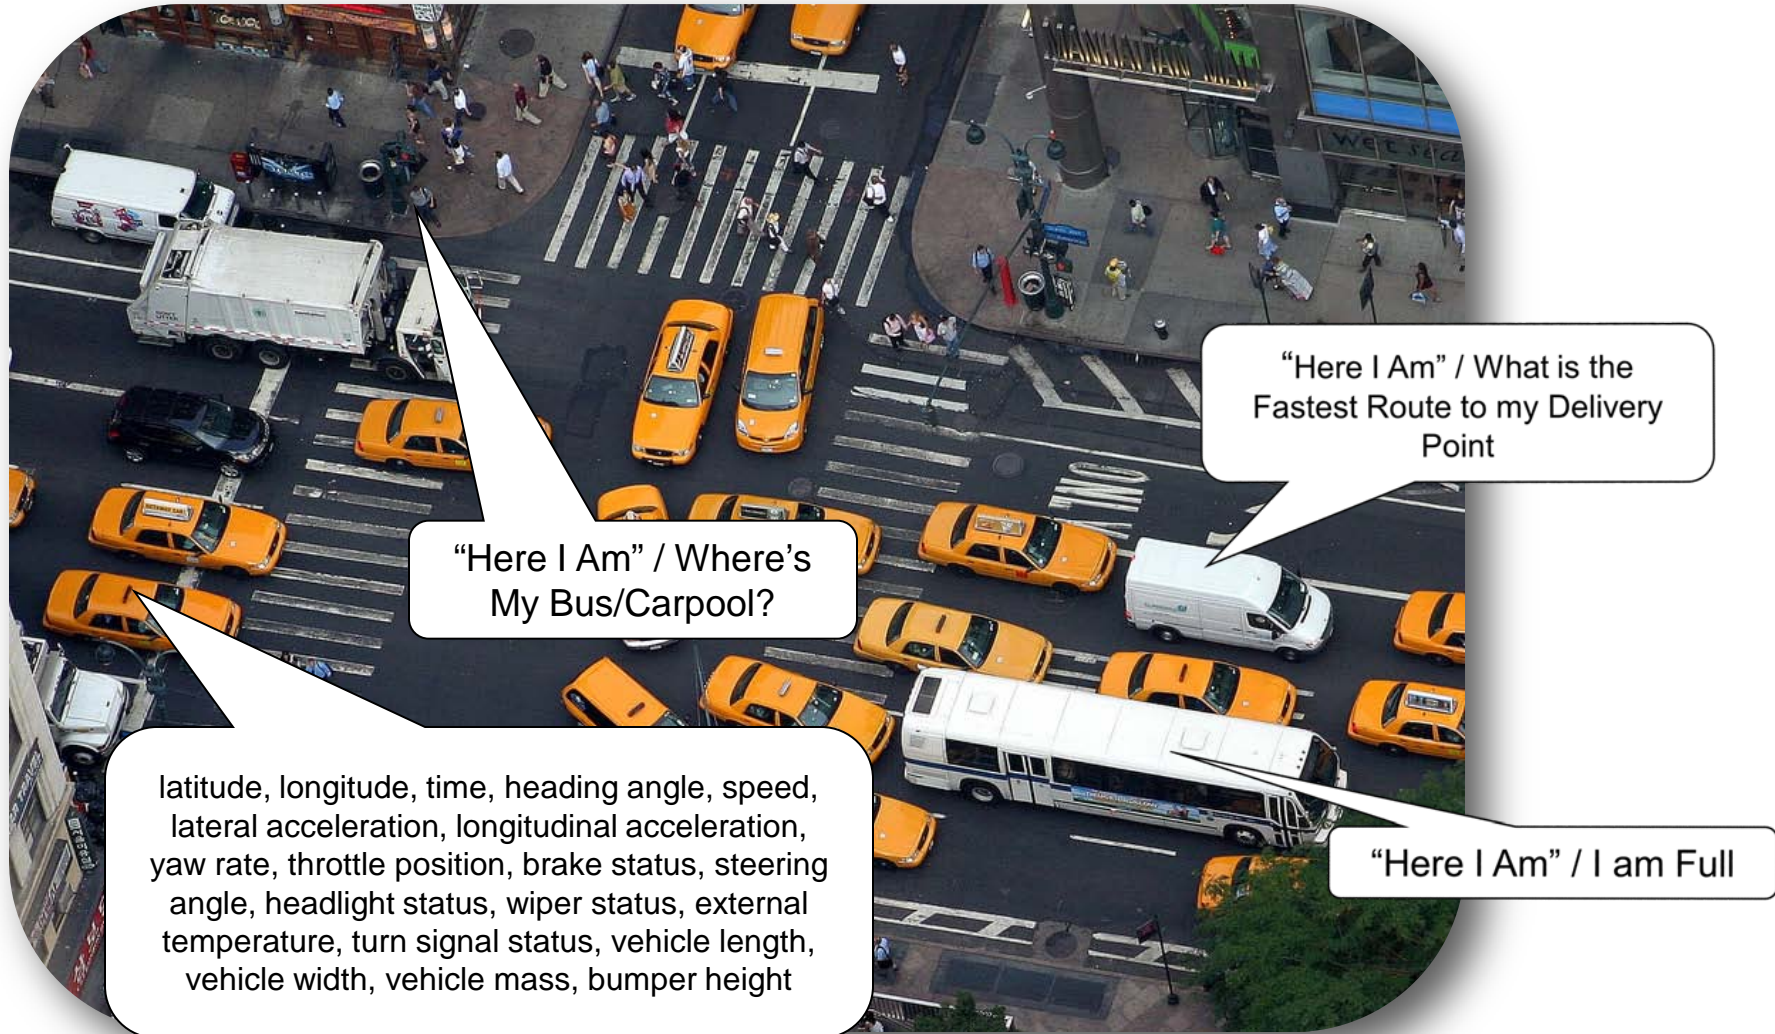 “Here I Am” / What is the
Fastest Route to my Delivery
Point
“Here I Am” / Where’s
My Bus/Carpool?
latitude, longitude, time, heading angle, speed,
lateral acceleration, longitudinal acceleration,
yaw rate, throttle position, brake status, steering
angle, headlight status, wiper status, external
temperature, turn signal status, vehicle length,
vehicle width, vehicle mass, bumper height
“Here I Am” / I am Full